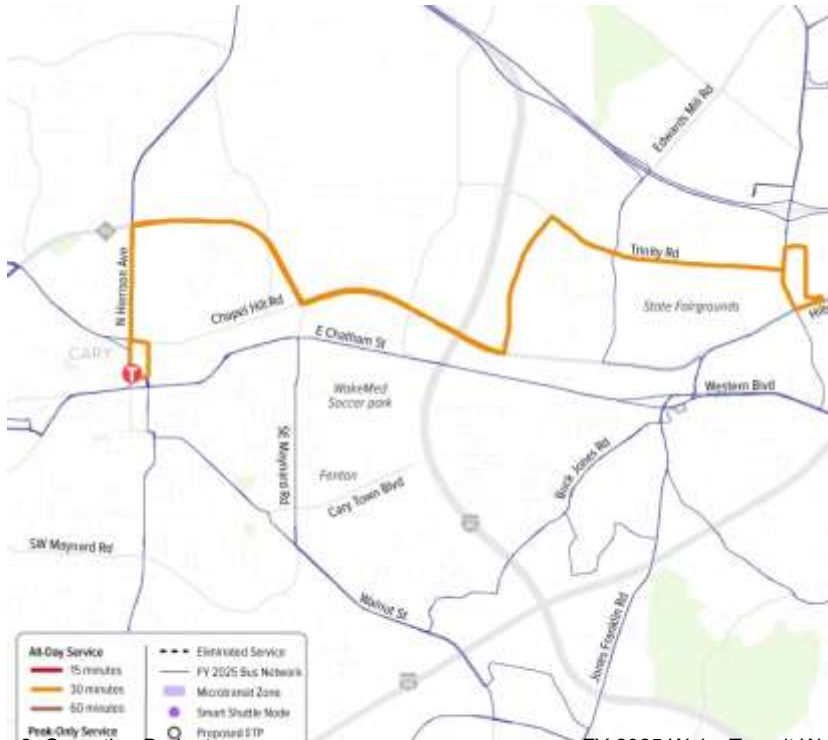 Edwards Mill Rd
N Harrison Ave
Trinity Rd
Chapel Hill Rd
State Fairgrounds
E Chatham St
CARY
T
Western Blvd
WakeMed
Soccer park
Buck Jones Rd
SE Maynard Rd
Fenton
Cary Town Blvd
SW Maynard Rd
Walnut St
Jones Franklin Rd
All-Day Service
15 minutes
30 minutes
60 minutes
Peak-Only Service
Eliminated Service
FY 2025 Bus Network
Microtransit Zone
Smart Shuttle Node